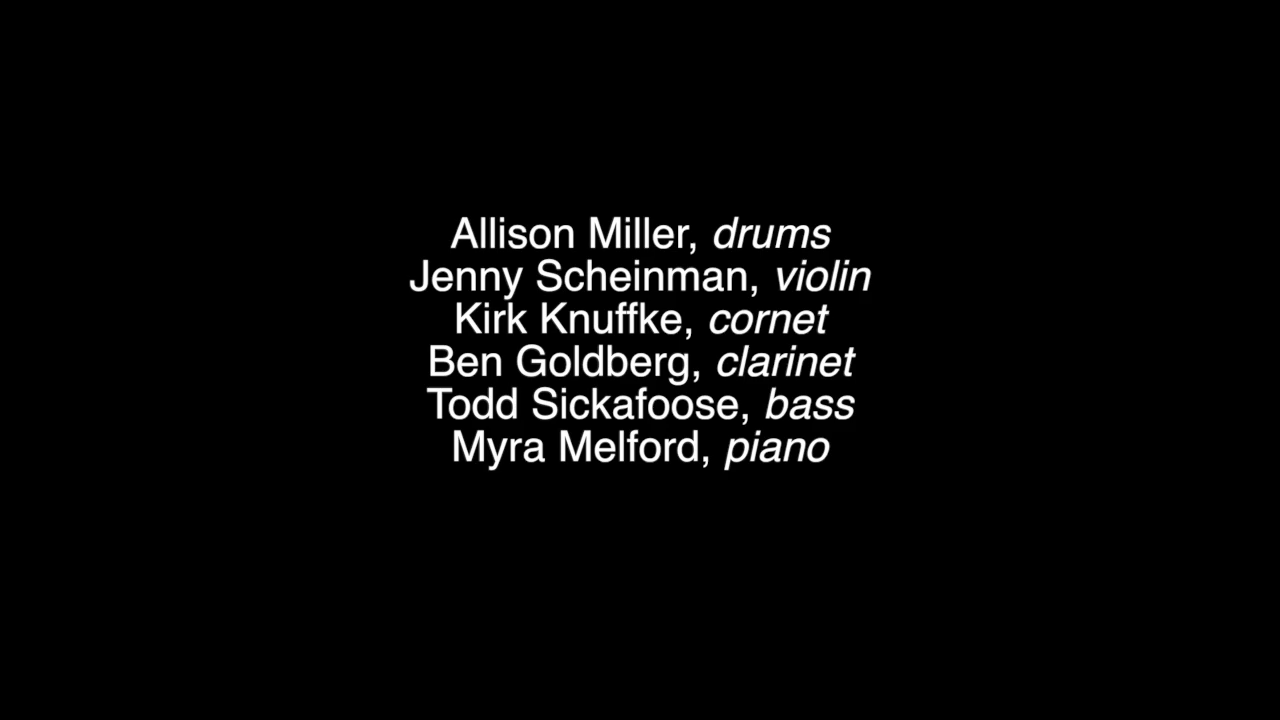 Allison Miller, drums
Jenny Scheinman, violin
Kirk Knuffke, cornet
Ben Goldberg, clarinet
Todd Sickafoose, bass
Myra Melford, piano